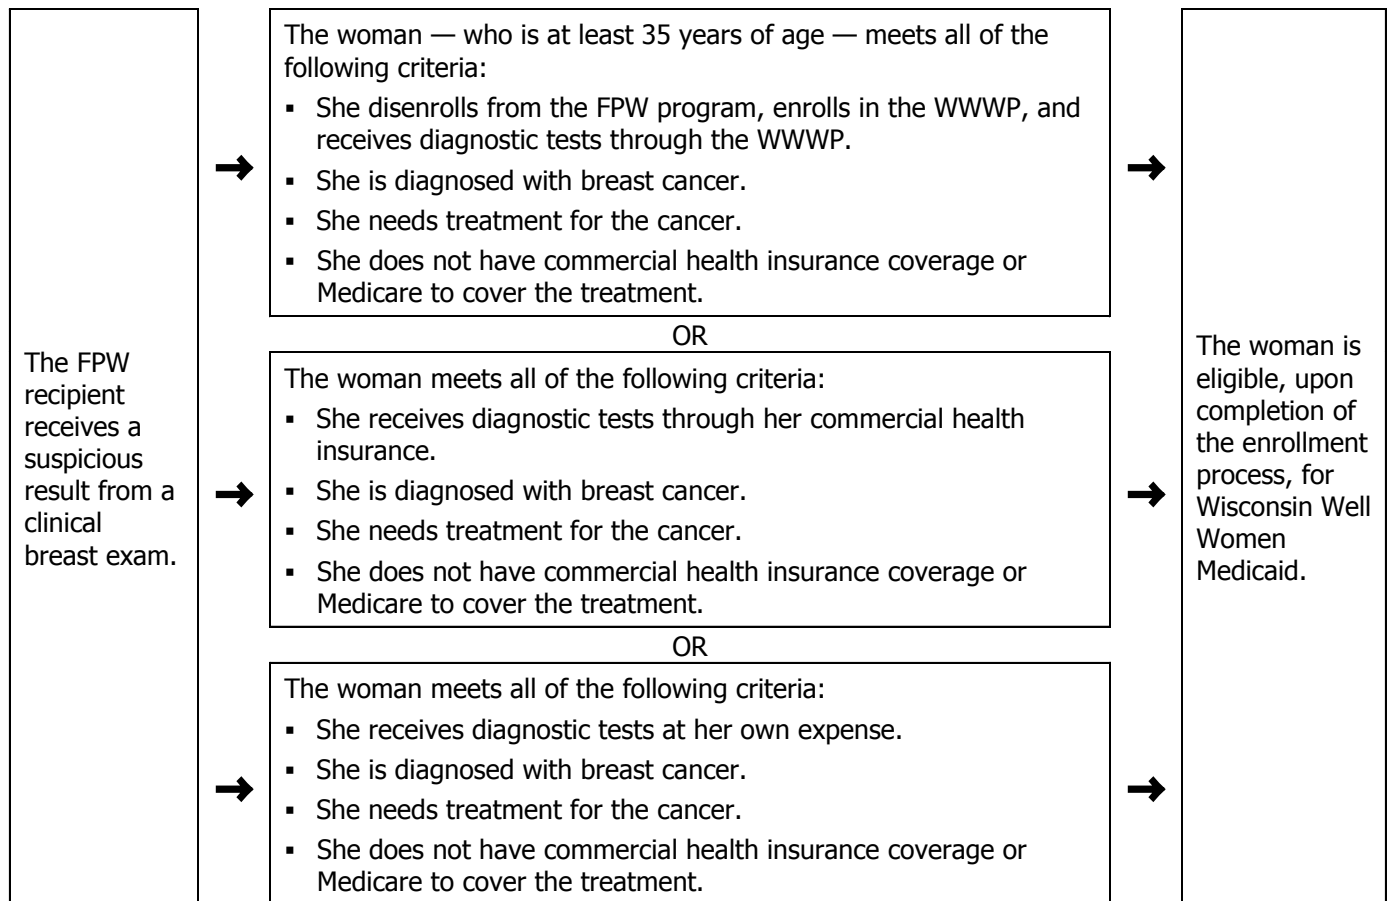 The FPW
recipient
receives a
suspicious
result from a
clinical
breast exam.
The woman — who is at least 35 years of age — meets all of the
following criteria:
▪ She disenrolls from the FPW program, enrolls in the WWWP, and
receives diagnostic tests through the WWWP.
▪ She is diagnosed with breast cancer.
▪ She needs treatment for the cancer.
▪ She does not have commercial health insurance coverage or
Medicare to cover the treatment.
OR
The woman meets all of the following criteria:
▪ She receives diagnostic tests through her commercial health
insurance.
▪ She is diagnosed with breast cancer.
▪ She needs treatment for the cancer.
▪ She does not have commercial health insurance coverage or
Medicare to cover the treatment.
OR
The woman meets all of the following criteria:
▪ She receives diagnostic tests at her own expense.
▪ She is diagnosed with breast cancer.
▪ She needs treatment for the cancer.
▪ She does not have commercial health insurance coverage or
Medicare to cover the treatment.
The woman is
eligible, upon
completion of
the enrollment
process, for
Wisconsin Well
Women
Medicaid.